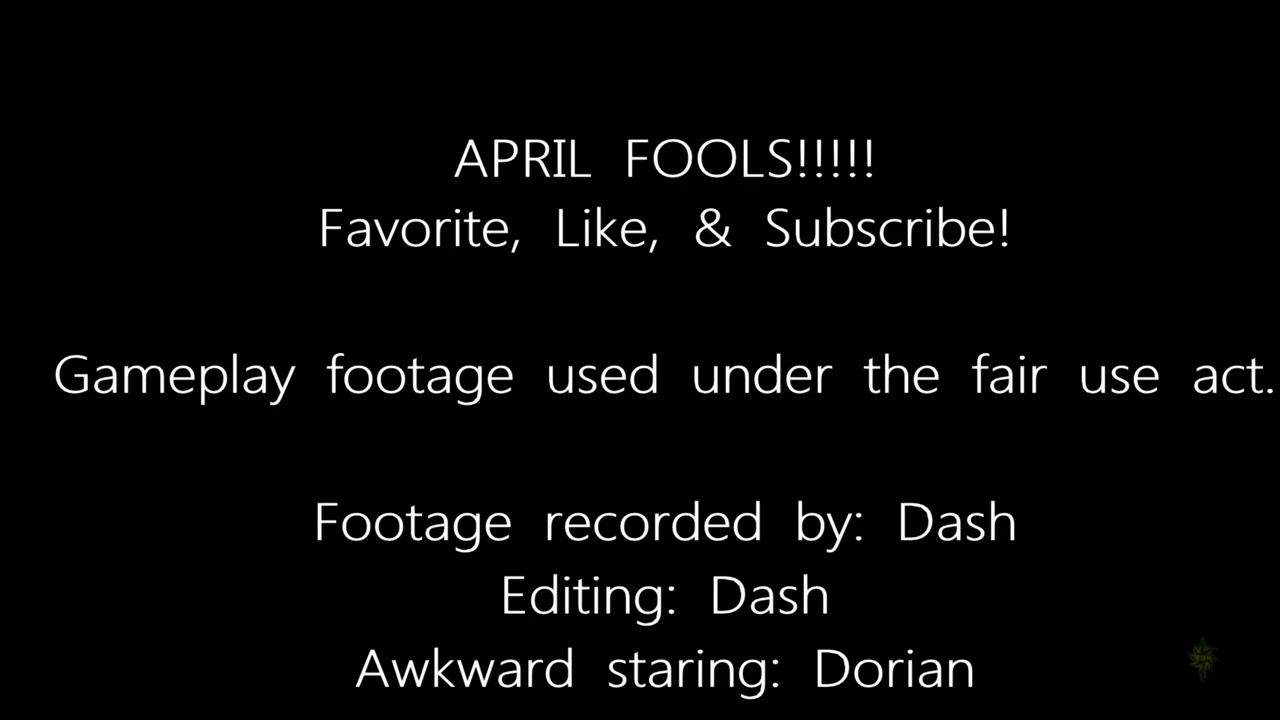 APRIL FOOLS!!!!!
Favorite, Like, & Subscribe!
Gameplay footage used under the fair use act.
Footage recorded by: Dash
Editing: Dash
Awkward staring: Dorian